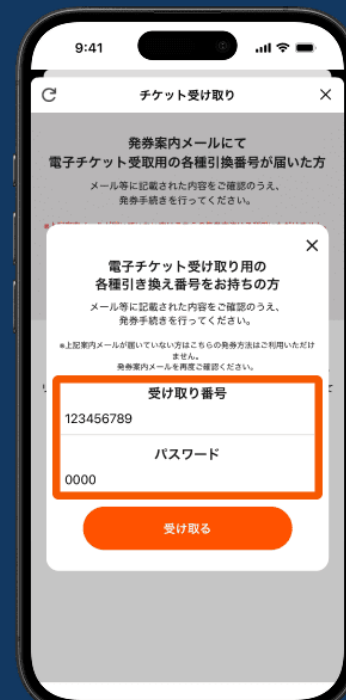 9:41
チケット受け取り
発券案内メールにて
電子チケット受取用の各種引換番号が届いた方
メール等に記載された内容をご確認のうえ、
発券手続きを行ってください。
電子チケット受け取り用の
各種引き換え番号をお持ちの方
メール等に記載された内容をご確認のうえ、
発券手続きを行ってください。
※上記案内メールが届いていない方はこちらの発券方法はご利用いただけ
ません。
発券案内メールを再度ご確認ください。
受け取り番号
123456789
パスワード
0000
受け取る